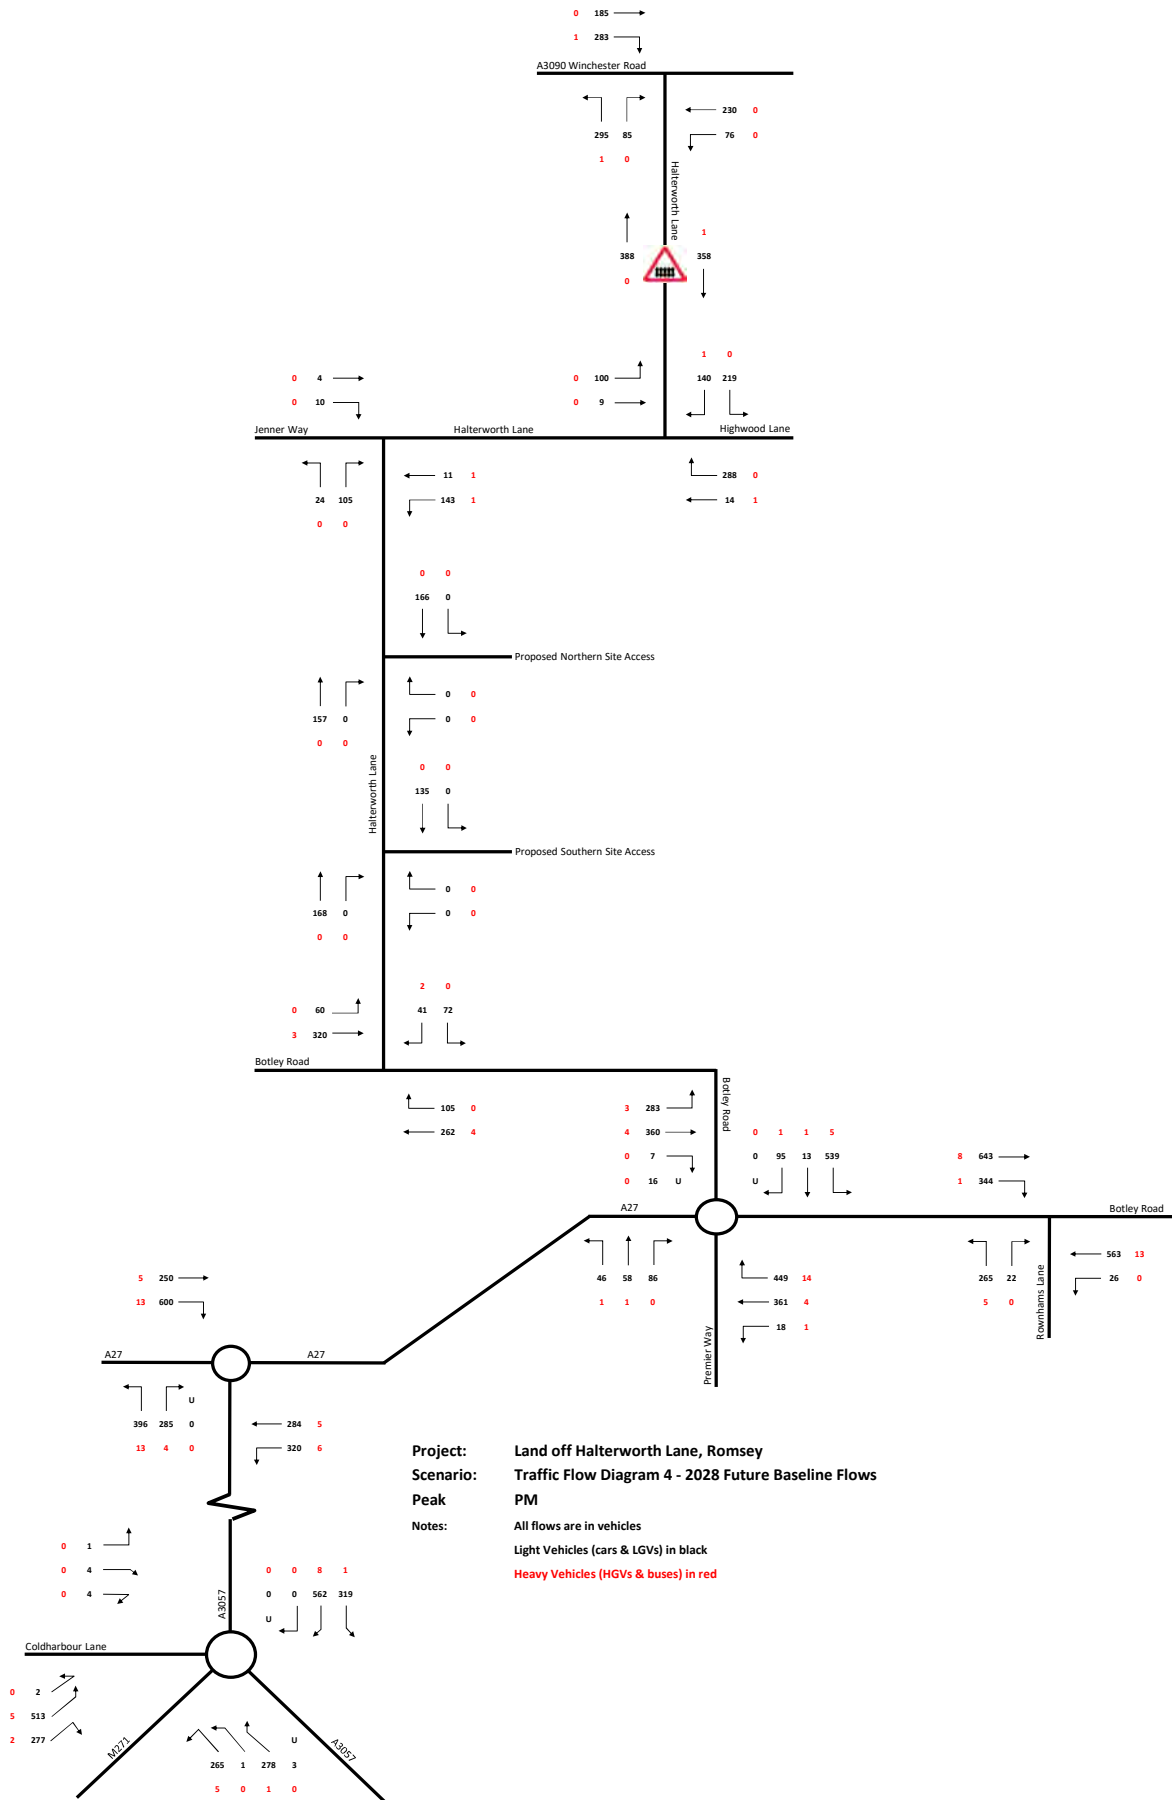 0 185
1 283
A3090 Winchester Road
230 0
76 0
295 85
1 0
Halterworth Lane
1
388 358
0
1 0
140 219
0 4
0 10
0 100
0 9
Jenner Way Halterworth Lane Highwood Lane
11 1
143 1
288 0
14 1
24 105
0 0
0 0
166 0
Proposed Northern Site Access
0 0
0 0
157 0
0 0
Halterworth Lane
0 0
135 0
Proposed Southern Site Access
0 0
0 0
168 0
0 0
2 0
41 72
0 60
3 320
Botley Road
Botley Road
105 0
262 4
3 283
4 360
0 7
0 16 U
0 1 1 5
0 95 13 539
U
8 643
1 344
A27
Botley Road
46 58 86
1 1 0
449 14
361 4
18 1
Premier Way
265 22
5 0
Rownhams Lane
563 13
26 0
5 250
13 600
A27 A27
U
396 285 0
13 4 0
284 5
320 6
Project: Land off Halterworth Lane, Romsey
Scenario: Traffic Flow Diagram 4 - 2028 Future Baseline Flows
Peak PM
Notes: All flows are in vehicles
Light Vehicles (cars & LGVs) in black
Heavy Vehicles (HGVs & buses) in red
0 1
0 4
0 4
A3057
0 0 8 1
0 0 562 319
U
Coldharbour Lane
0 2
5 513
2 277
M271
A3057
U
265 1 278 3
5 0 1 0